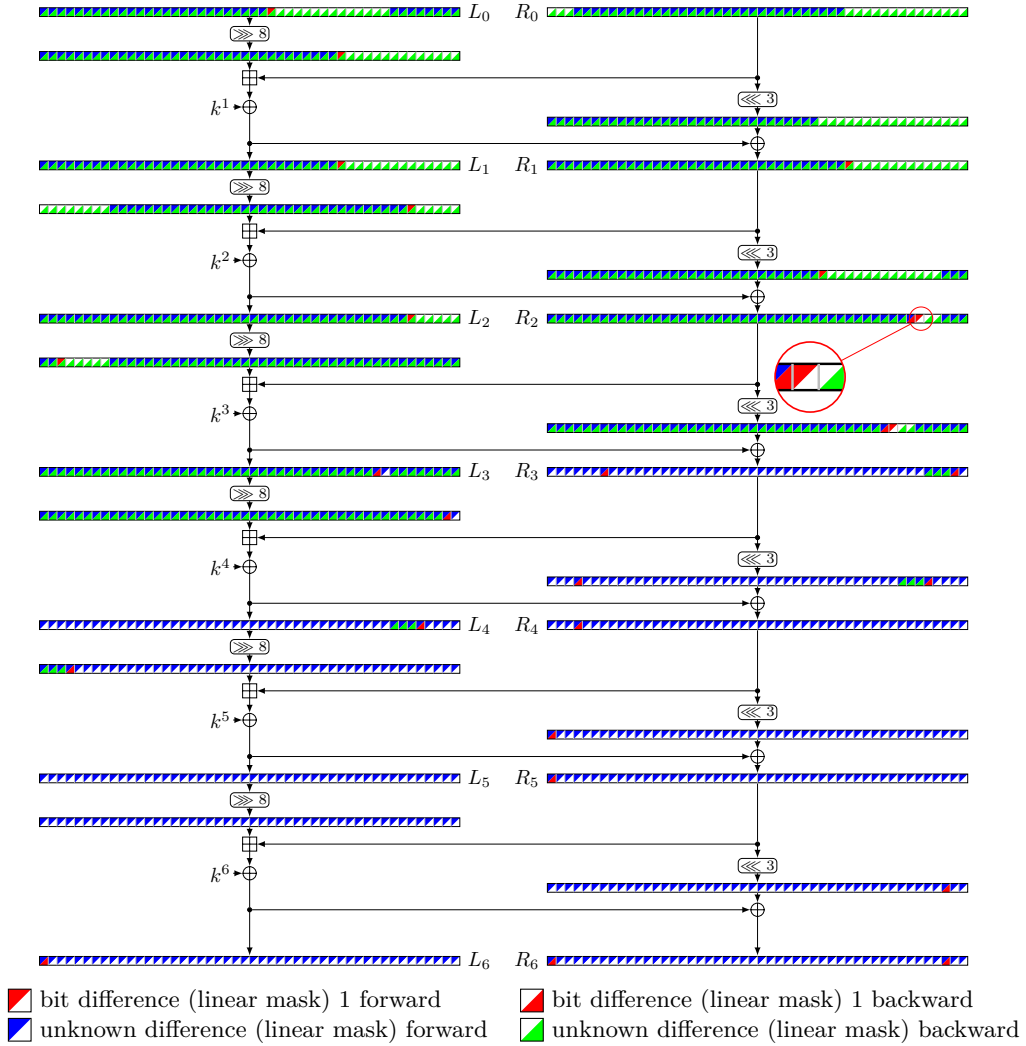 L₀ R₀
⋙ 8
k¹
⋘ 3
L₁ R₁
⋙ 8
k²
⋘ 3
L₂ R₂
⋙ 8
k³
⋘ 3
L₃ R₃
⋙ 8
k⁴
⋘ 3
L₄ R₄
⋙ 8
k⁵
⋘ 3
L₅ R₅
⋙ 8
k⁶
⋘ 3
L₆ R₆
bit difference (linear mask) 1 forward
bit difference (linear mask) 1 backward
unknown difference (linear mask) forward
unknown difference (linear mask) backward